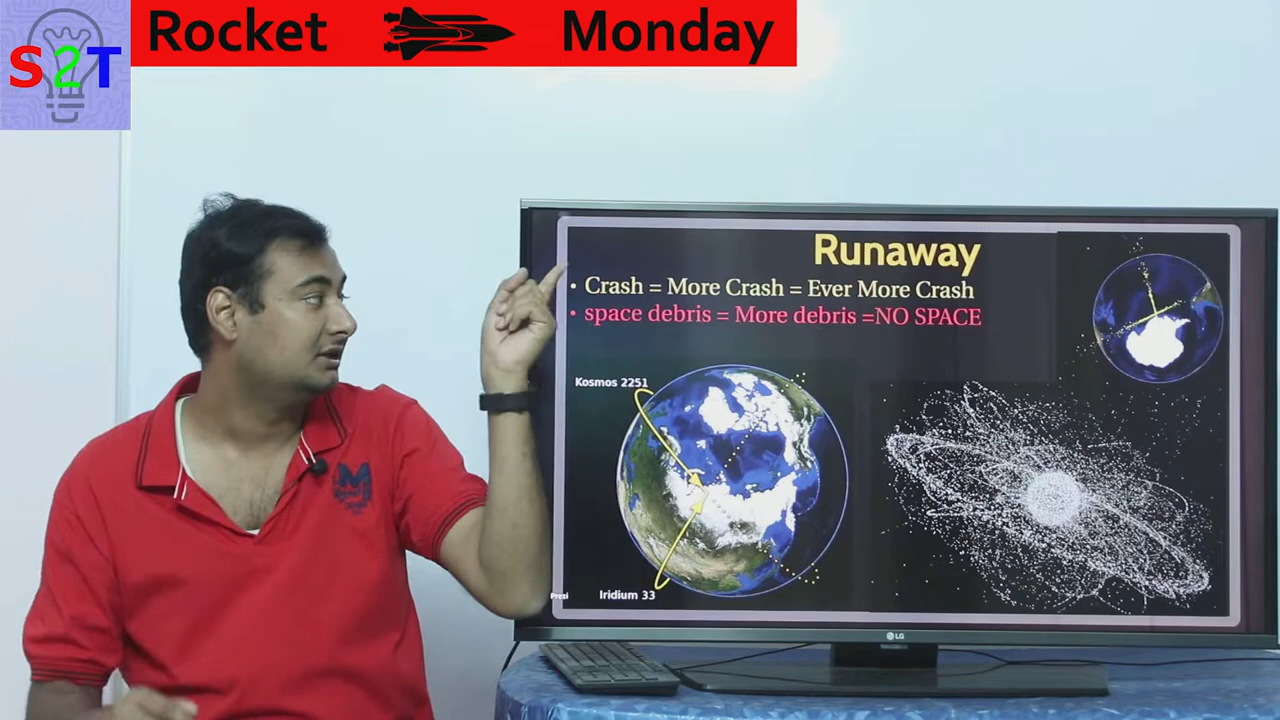 Rocket Monday
S2T
Runaway
• Crash = More Crash = Ever More Crash
• space debris = More debris =NO SPACE
Kosmos 2251
Iridium 33
Prezi
M
LG